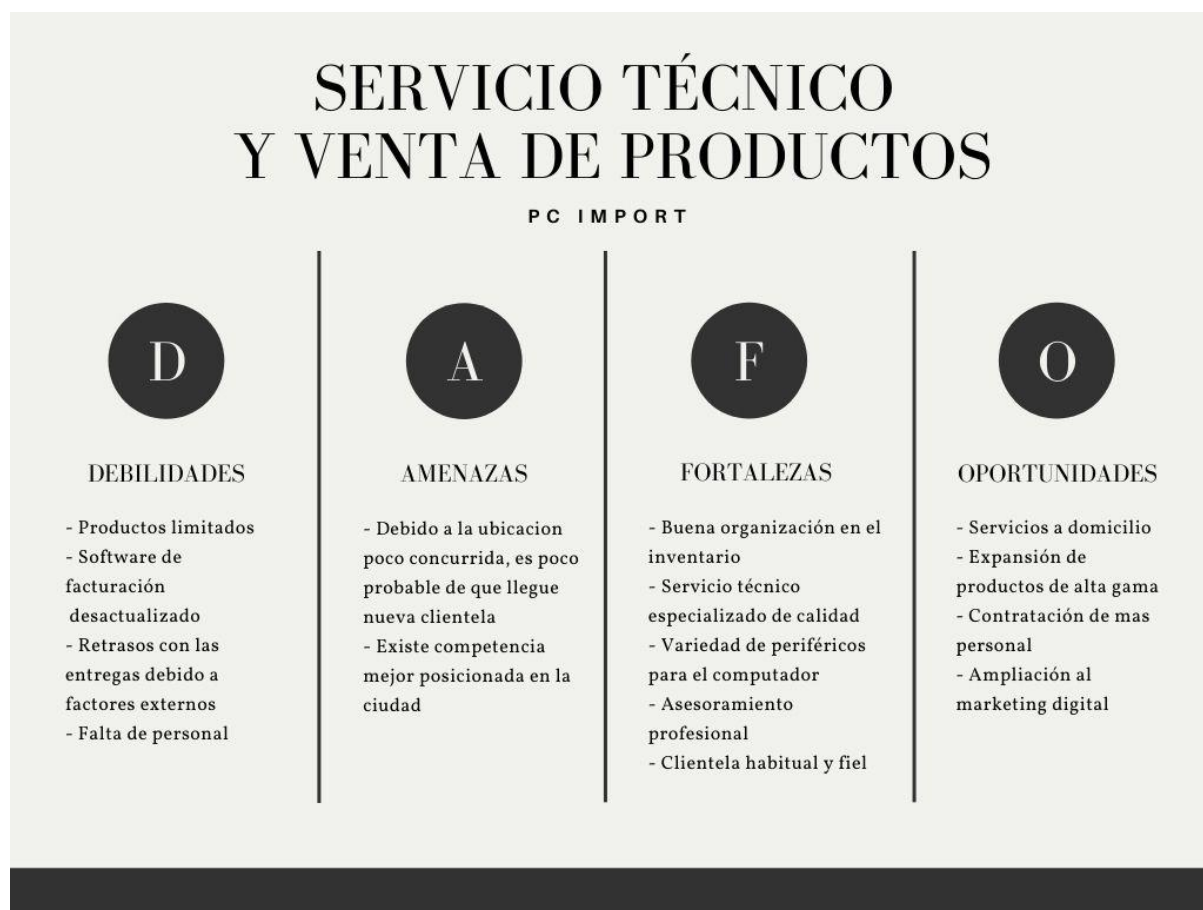 SERVICIO TÉCNICO
Y VENTA DE PRODUCTOS
PC IMPORT
D
DEBILIDADES
- Productos limitados
- Software de
facturación
desactualizado
- Retrasos con las
entregas debido a
factores externos
- Falta de personal
A
AMENAZAS
- Debido a la ubicacion
poco concurrida, es poco
probable de que llegue
nueva clientela
- Existe competencia
mejor posicionada en la
ciudad
F
FORTALEZAS
- Buena organización en el
inventario
- Servicio técnico
especializado de calidad
- Variedad de periféricos
para el computador
- Asesoramiento
profesional
- Clientela habitual y fiel
O
OPORTUNIDADES
- Servicios a domicilio
- Expansión de
productos de alta gama
- Contratación de mas
personal
- Ampliación al
marketing digital